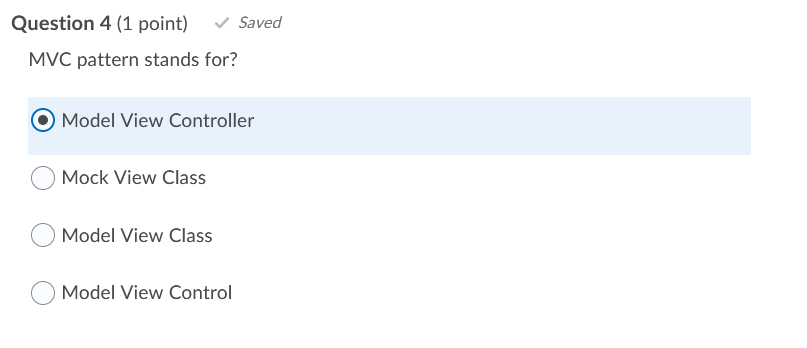 Question 4 (1 point) Saved
MVC pattern stands for?
Model View Controller
Mock View Class
Model View Class
Model View Control